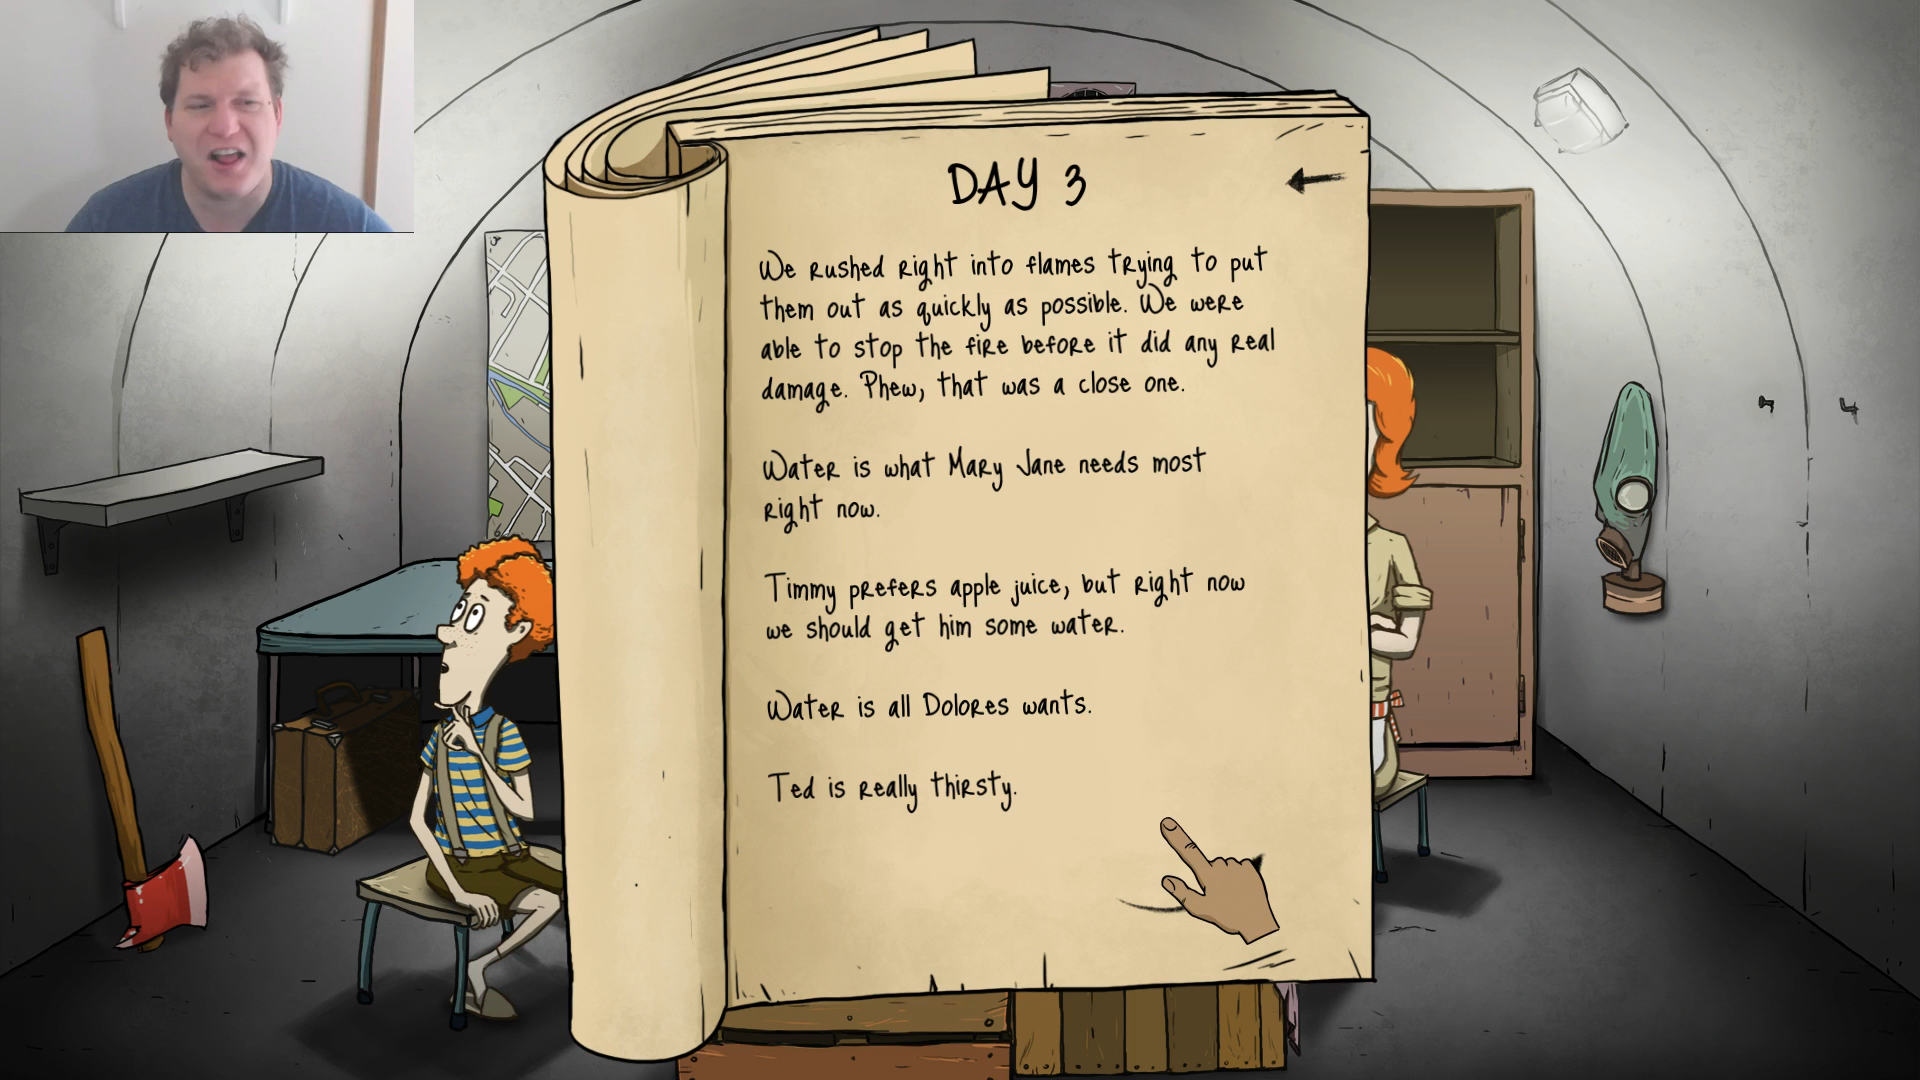 DAY 3
We rushed right into flames trying to put
them out as quickly as possible. We were
able to stop the fire before it did any real
damage. Phew, that was a close one.
Water is what Mary Jane needs most
right now.
Timmy prefers apple juice, but right now
we should get him some water.
Water is all Dolores wants.
Ted is really thirsty.